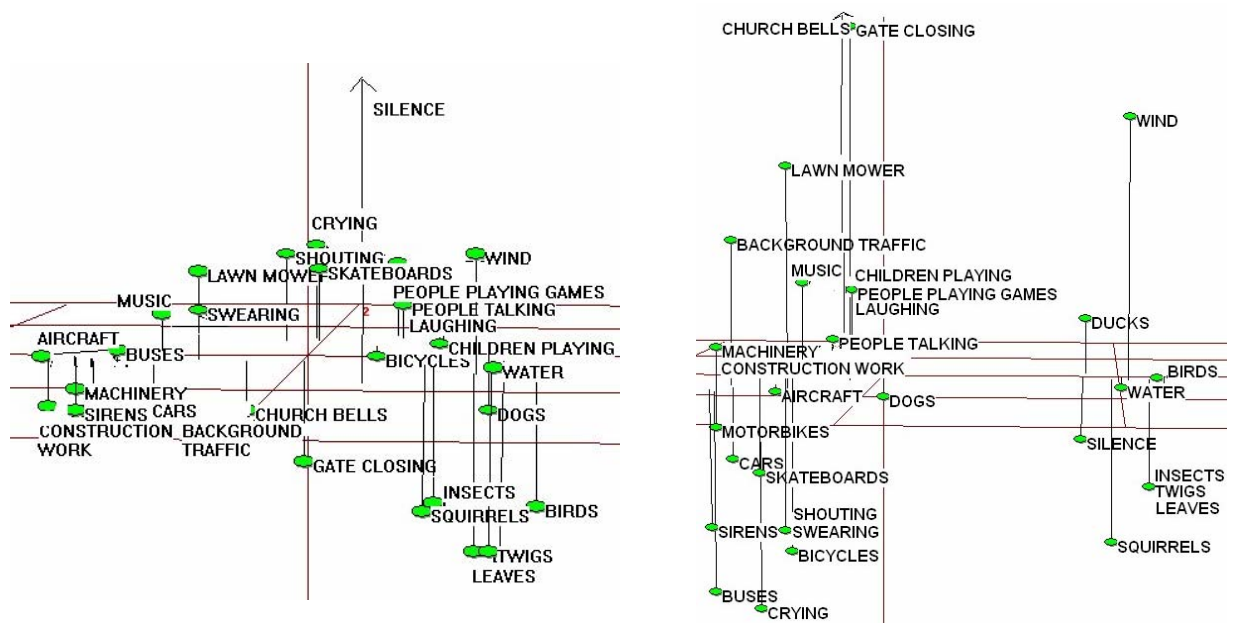 SILENCE
CRYING
SHOUTING
WIND
LAWN MOWER
SKATEBOARDS
PEOPLE PLAYING GAMES
MUSIC
SWEARING
2
PEOPLE TALKING
LAUGHING
AIRCRAFT
BUSES
CHILDREN PLAYING
BICYCLES
WATER
MACHINERY
SIRENS
CARS
CHURCH BELLS
DOGS
CONSTRUCTION
WORK
BACKGROUND
TRAFFIC
GATE CLOSING
INSECTS
SQUIRRELS
BIRDS
TWIGS
LEAVES
CHURCH BELLS
GATE CLOSING
WIND
LAWN MOWER
BACKGROUND TRAFFIC
MUSIC
CHILDREN PLAYING
PEOPLE PLAYING GAMES
LAUGHING
DUCKS
PEOPLE TALKING
MACHINERY
CONSTRUCTION WORK
BIRDS
AIRCRAFT
WATER
DOGS
MOTORBIKES
SILENCE
CARS
SKATEBOARDS
INSECTS
TWIGS
LEAVES
SHOUTING
SIRENS
SWEARING
BICYCLES
SQUIRRELS
BUSES
CRYING